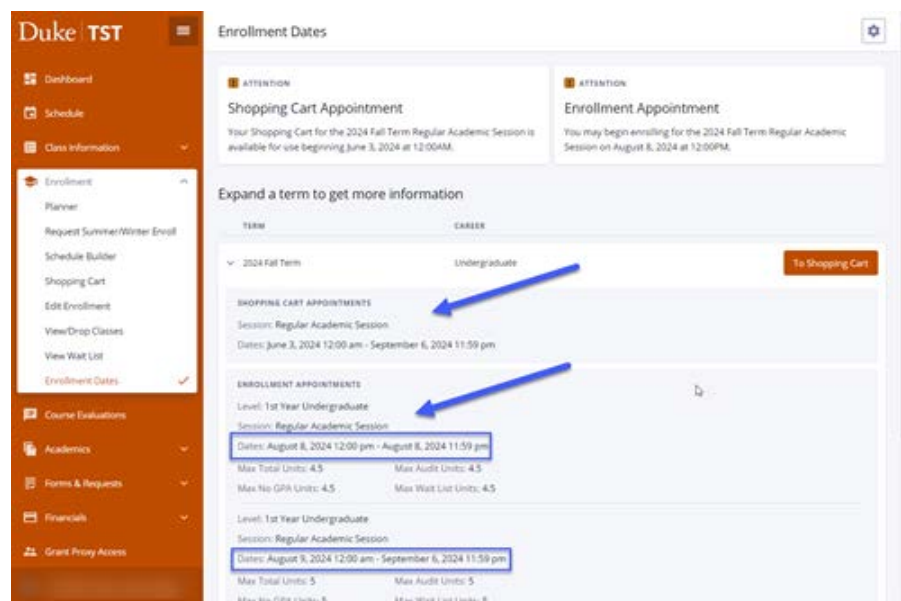 Duke TST
Dashboard
Schedule
Class Information
Enrollment
Planner
Request Summer/Winter Enroll
Schedule Builder
Shopping Cart
Edit Enrollment
View/Drop Classes
View Wait List
Enrollment Dates
Course Evaluations
Academics
Forms & Requests
Financials
Grant Proxy Access
Enrollment Dates
ATTENTION
Shopping Cart Appointment
Your Shopping Cart for the 2024 Fall Term Regular Academic Session is
available for use beginning June 3, 2024 at 12:00AM.
ATTENTION
Enrollment Appointment
You may begin enrolling for the 2024 Fall Term Regular Academic
Session on August 8, 2024 at 12:00PM.
Expand a term to get more information
TERM CAREER
2024 Fall Term Undergraduate To Shopping Cart
SHOPPING CART APPOINTMENTS
Session: Regular Academic Session
Dates: June 3, 2024 12:00 am - September 6, 2024 11:59 pm
ENROLLMENT APPOINTMENTS
Level: 1st Year Undergraduate
Session: Regular Academic Session
Dates: August 8, 2024 12:00 pm - August 8, 2024 11:59 pm
Max Total Units: 4.5 Max Audit Units: 4.5
Max No GPA Units: 4.5 Max Wait List Units: 4.5
Level: 1st Year Undergraduate
Session: Regular Academic Session
Dates: August 9, 2024 12:00 am - September 6, 2024 11:59 pm
Max Total Units: 5 Max Audit Units: 5
Max No GPA Units: 5 Max Wait List Units: 5